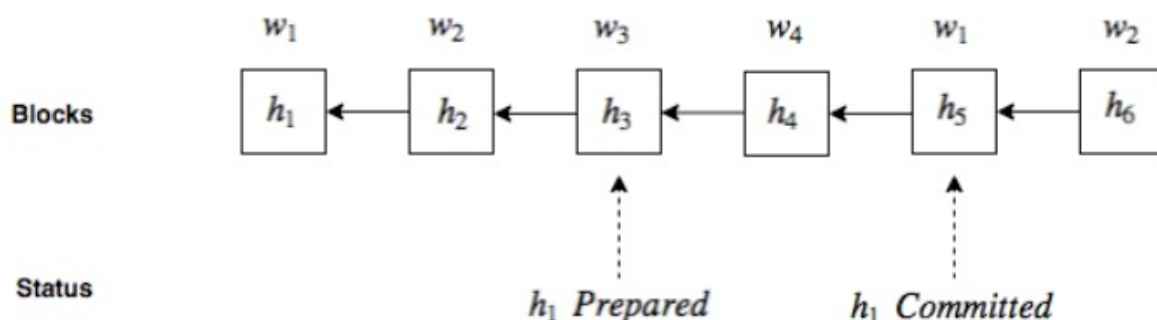 w₁ w₂ w₃ w₄ w₁ w₂
Blocks h₁ h₂ h₃ h₄ h₅ h₆
Status h₁ Prepared h₁ Committed